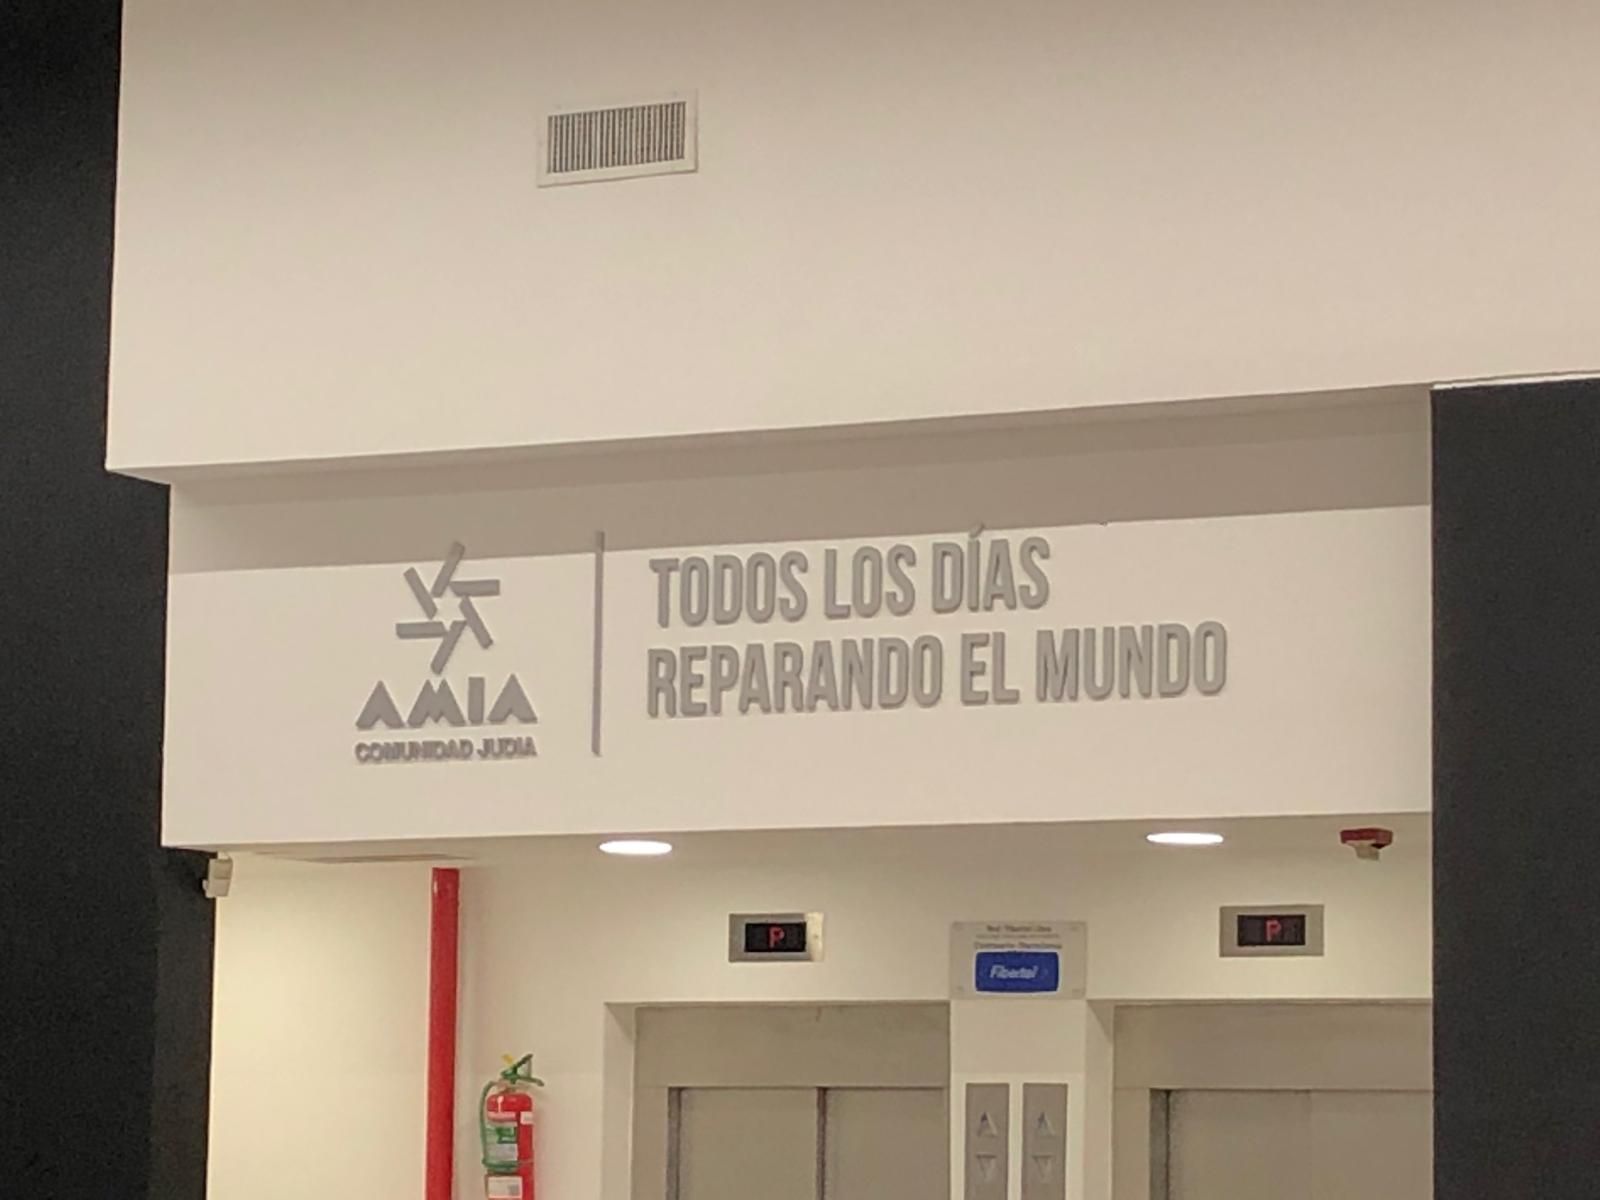 TODOS LOS DÍAS
REPARANDO EL MUNDO
AMIA
COMUNIDAD JUDIA
P
P
Fibertel